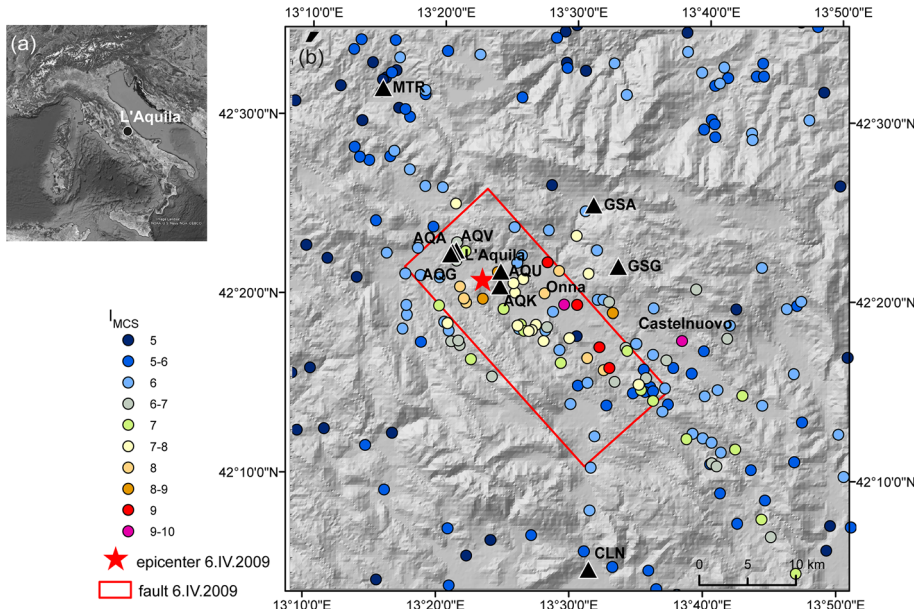 (a)
L'Aquila
13°10'0"E
13°20'0"E
13°30'0"E
13°40'0"E
13°50'0"E
(b)
42°30'0"N
42°20'0"N
42°10'0"N
42°30'0"N
42°20'0"N
42°10'0"N
MTR
GSA
AQA
AQV
L'Aquila
GSG
AQG
AQU
AQK
Onna
Castelnuovo
CLN
0 5 10 km
13°10'0"E
13°20'0"E
13°30'0"E
13°40'0"E
13°50'0"E
IMCS
5
5-6
6
6-7
7
7-8
8
8-9
9
9-10
epicenter 6.IV.2009
fault 6.IV.2009